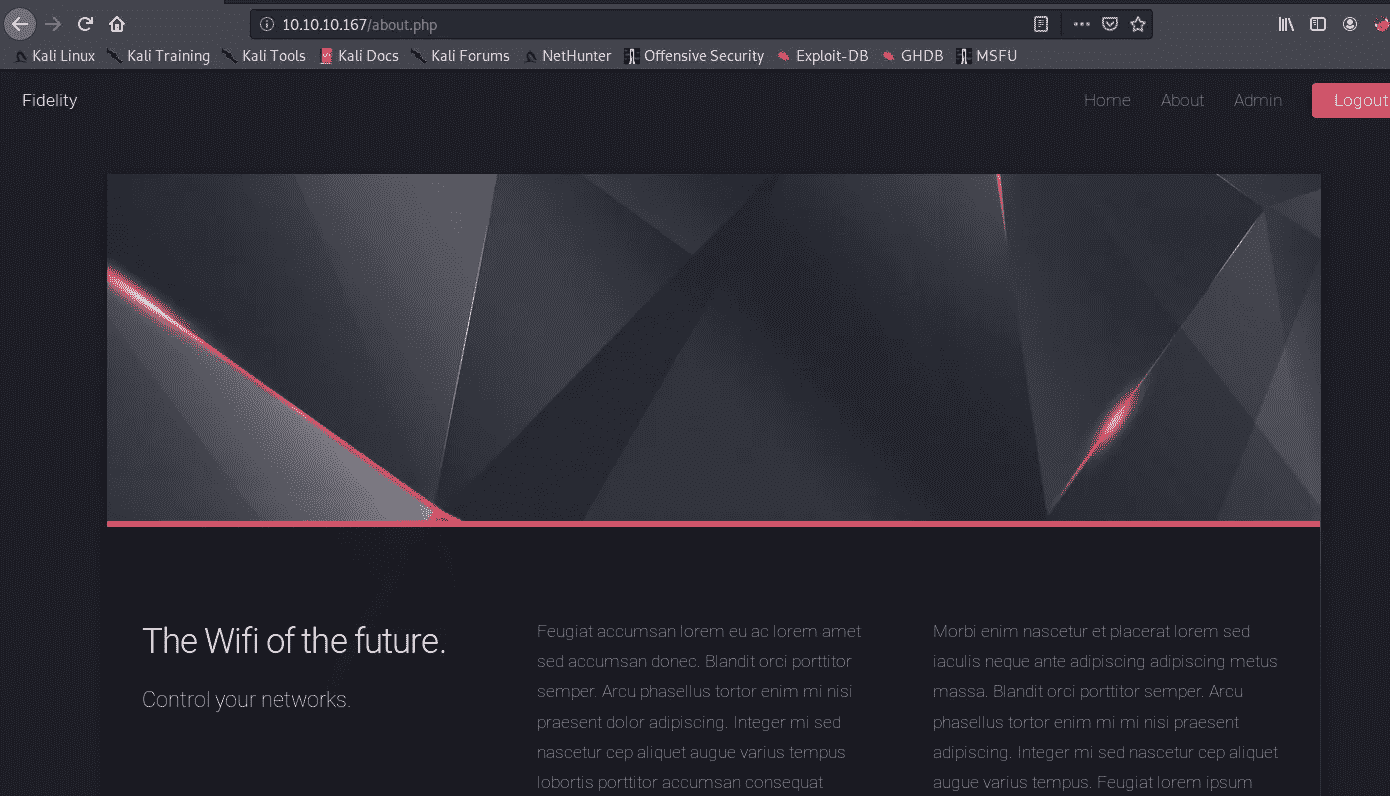 10.10.10.167/about.php
Kali Linux Kali Training Kali Tools Kali Docs Kali Forums NetHunter Offensive Security Exploit-DB GHDB MSFU
Fidelity Home About Admin Logout
The Wifi of the future.
Control your networks.
Feugiat accumsan lorem eu ac lorem amet
sed accumsan donec. Blandit orci porttitor
semper. Arcu phasellus tortor enim mi nisi
praesent dolor adipiscing. Integer mi sed
nascetur cep aliquet augue varius tempus
lobortis porttitor accumsan consequat
Morbi enim nascetur et placerat lorem sed
iaculis neque ante adipiscing adipiscing metus
massa. Blandit orci porttitor semper. Arcu
phasellus tortor enim mi mi nisi praesent
adipiscing. Integer mi sed nascetur cep aliquet
augue varius tempus. Feugiat lorem ipsum